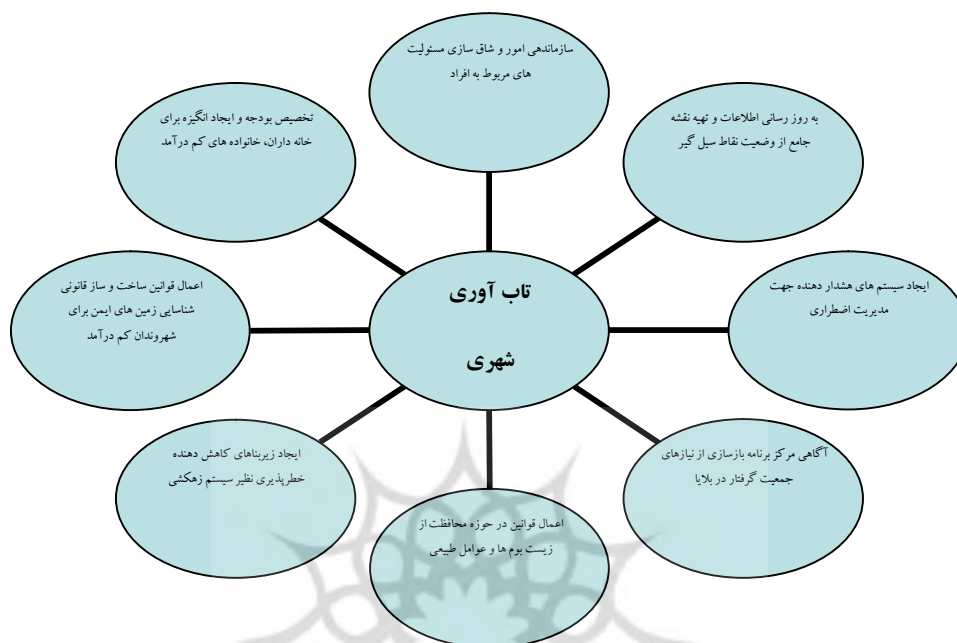 سازماندهی امور و شاق سازی مسئولیت
های مربوط به افراد
به روز رسانی اطلاعات و تهیه نقشه
جامع از وضعیت نقاط سیل گیر
ایجاد سیستم های هشدار دهنده جهت
مدیریت اضطراری
آگاهی مرکز برنامه بازسازی از نیازهای
جمعیت گرفتار در بلایا
اعمال قوانین در حوزه محافظت از
زیست بوم ها و عوامل طبیعی
ایجاد زیربناهای کاهش دهنده
خطرپذیری نظیر سیستم زهکشی
اعمال قوانین ساخت و ساز قانونی
شناسایی زمین های ایمن برای
شهروندان کم درآمد
تخصیص بودجه و ایجاد انگیزه برای
خانه داران، خانواده های کم درآمد
تاب آوری
شهری